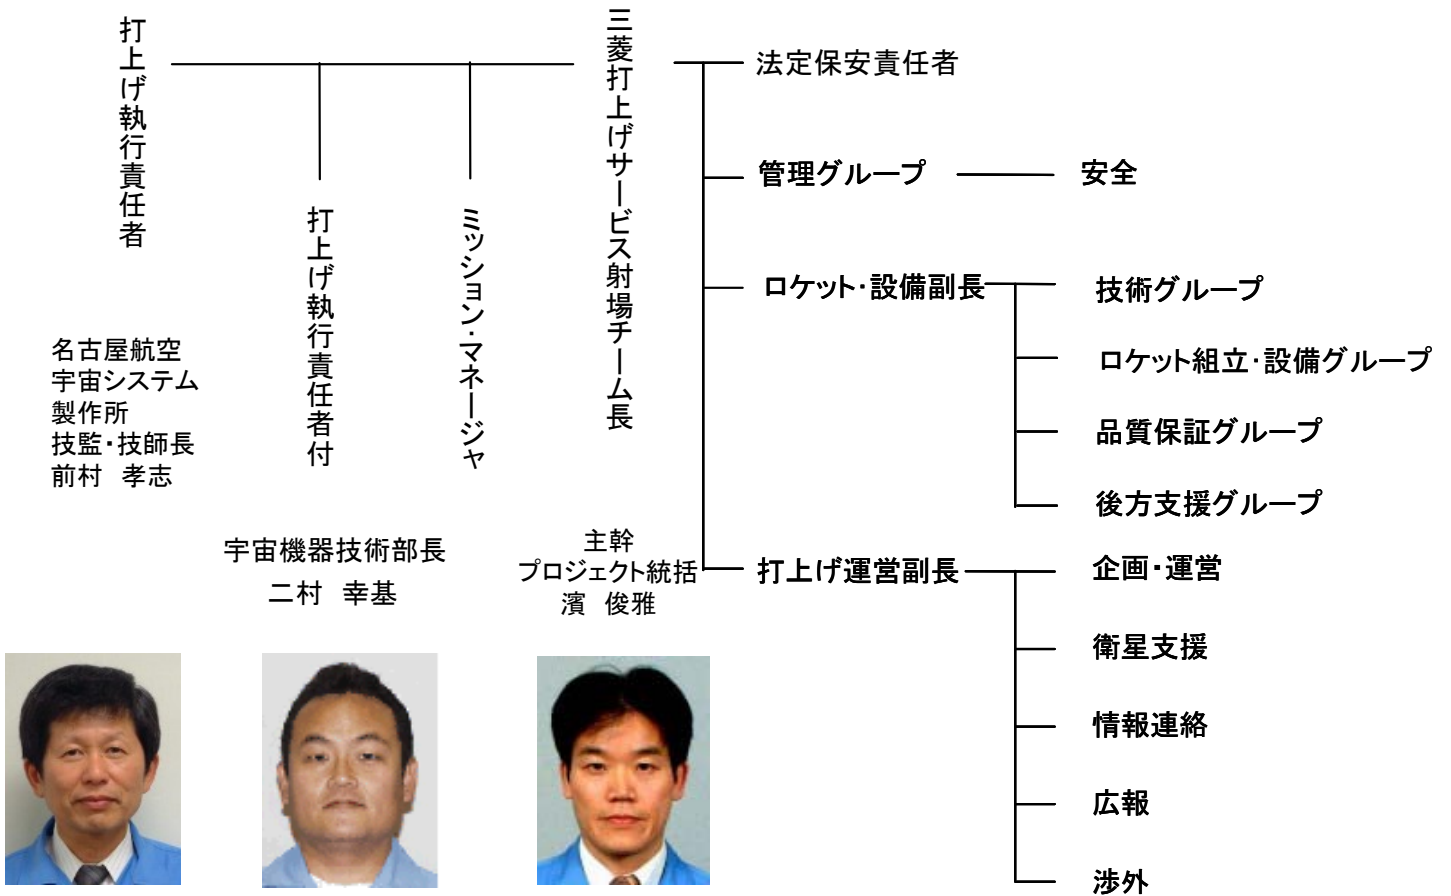 打上げ執行責任者
名古屋航空
宇宙システム
製作所
技監・技師長
前村　孝志
打上げ執行責任者付
ミッション・マネージャ
宇宙機器技術部長
二村　幸基
三菱打上げサービス射場チーム長
主幹
プロジェクト統括
濱　俊雅
法定保安責任者
管理グループ
安全
ロケット・設備副長
技術グループ
ロケット組立・設備グループ
品質保証グループ
後方支援グループ
打上げ運営副長
企画・運営
衛星支援
情報連絡
広報
渉外